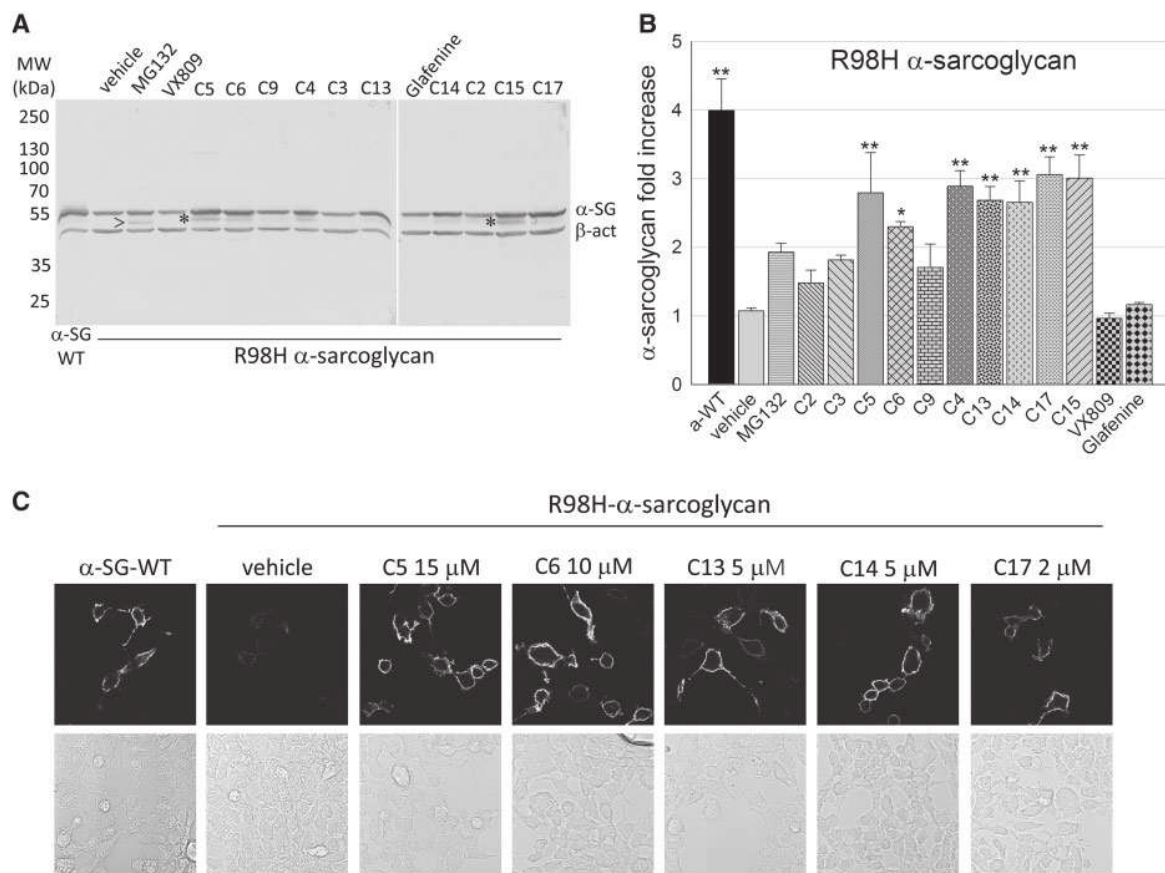 A
MW
(kDa)
vehicle
MG132
VX809
C5
C6
C9
C4
C3
C13
Glafenine
C14
C2
C15
C17
250
130
100
70
55
35
25
>
*
*
α-SG
β-act
α-SG
WT
R98H α-sarcoglycan
B
R98H α-sarcoglycan
α-sarcoglycan fold increase
5
4
3
2
1
0
**
**
*
**
**
**
**
**
a-WT
vehicle
MG132
C2
C3
C5
C6
C9
C4
C13
C14
C17
C15
VX809
Glafenine
C
R98H-α-sarcoglycan
α-SG-WT
vehicle
C5 15 μM
C6 10 μM
C13 5 μM
C14 5 μM
C17 2 μM